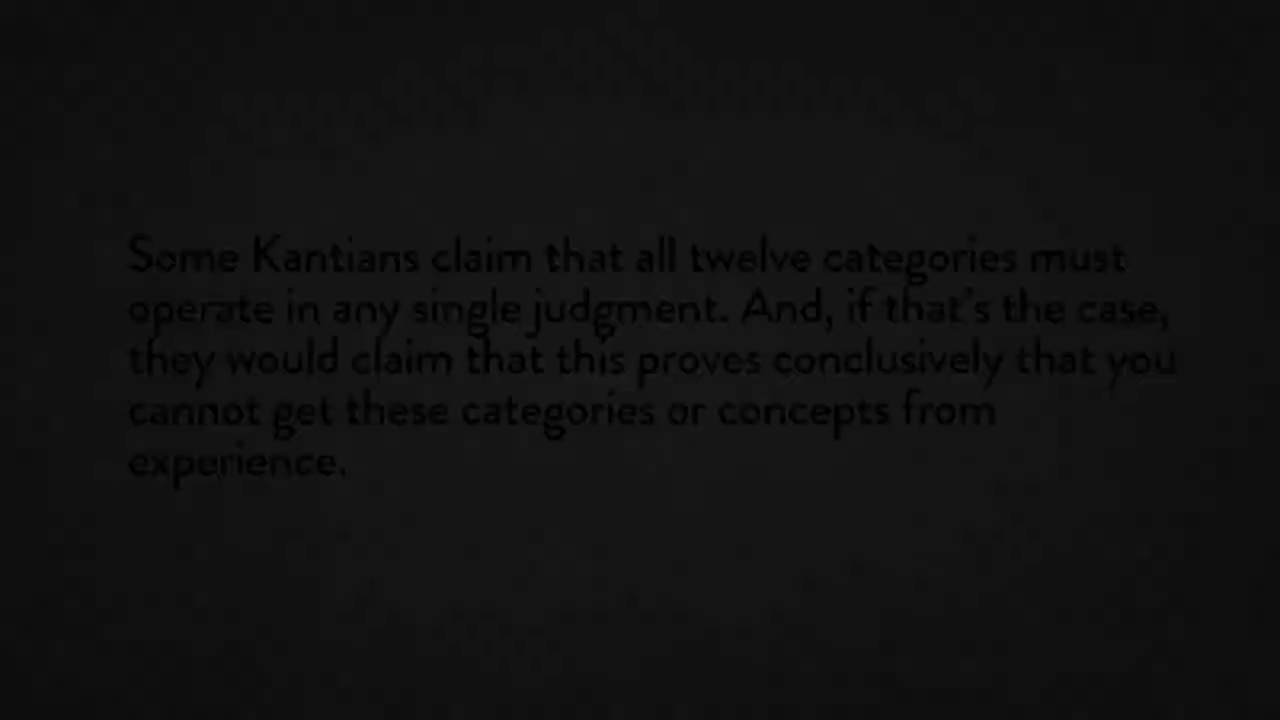 Some Kantians claim that all twelve categories must
operate in any single judgment. And, if that's the case,
they would claim that this proves conclusively that you
cannot get these categories or concepts from
experience.